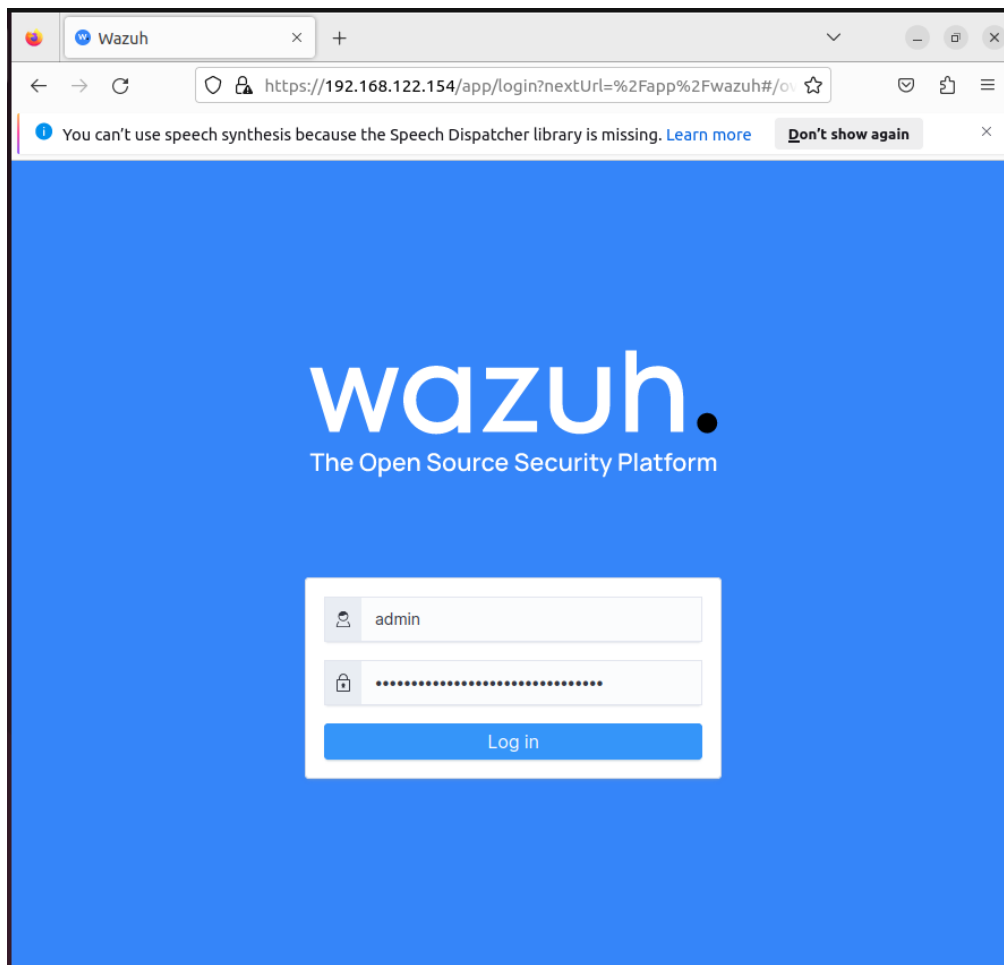 Wazuh
https://192.168.122.154/app/login?nextUrl=%2Fapp%2Fwazuh#/ov
You can't use speech synthesis because the Speech Dispatcher library is missing. Learn more Don't show again
wazuh.
The Open Source Security Platform
admin
••••••••••••••••••••••••••••••••
Log in